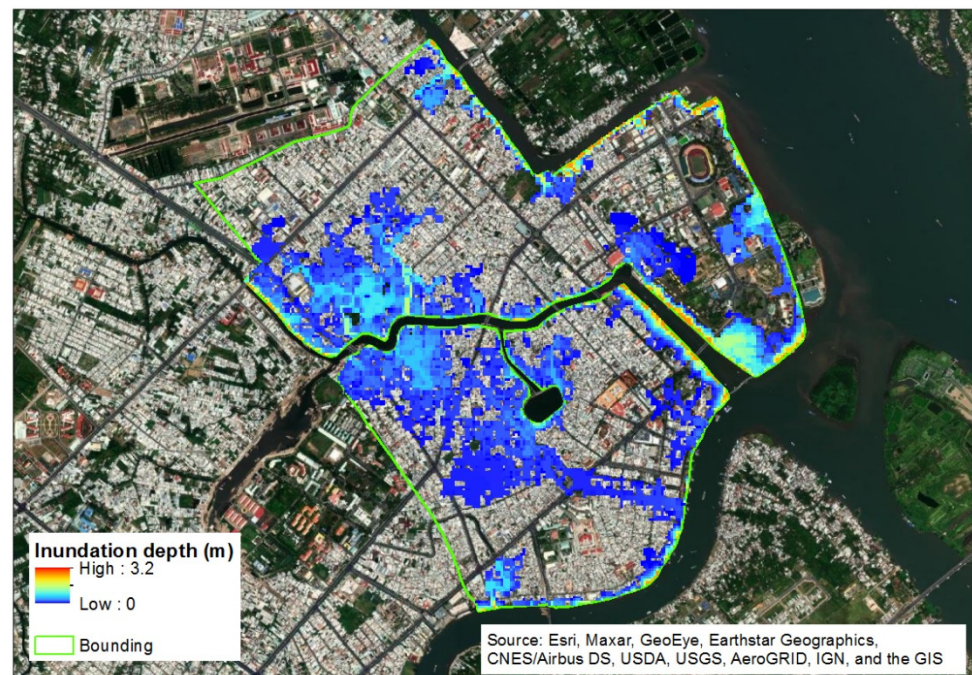 Inundation depth (m)
High : 3.2
Low : 0
Bounding
Source: Esri, Maxar, GeoEye, Earthstar Geographics,
CNES/Airbus DS, USDA, USGS, AeroGRID, IGN, and the GIS